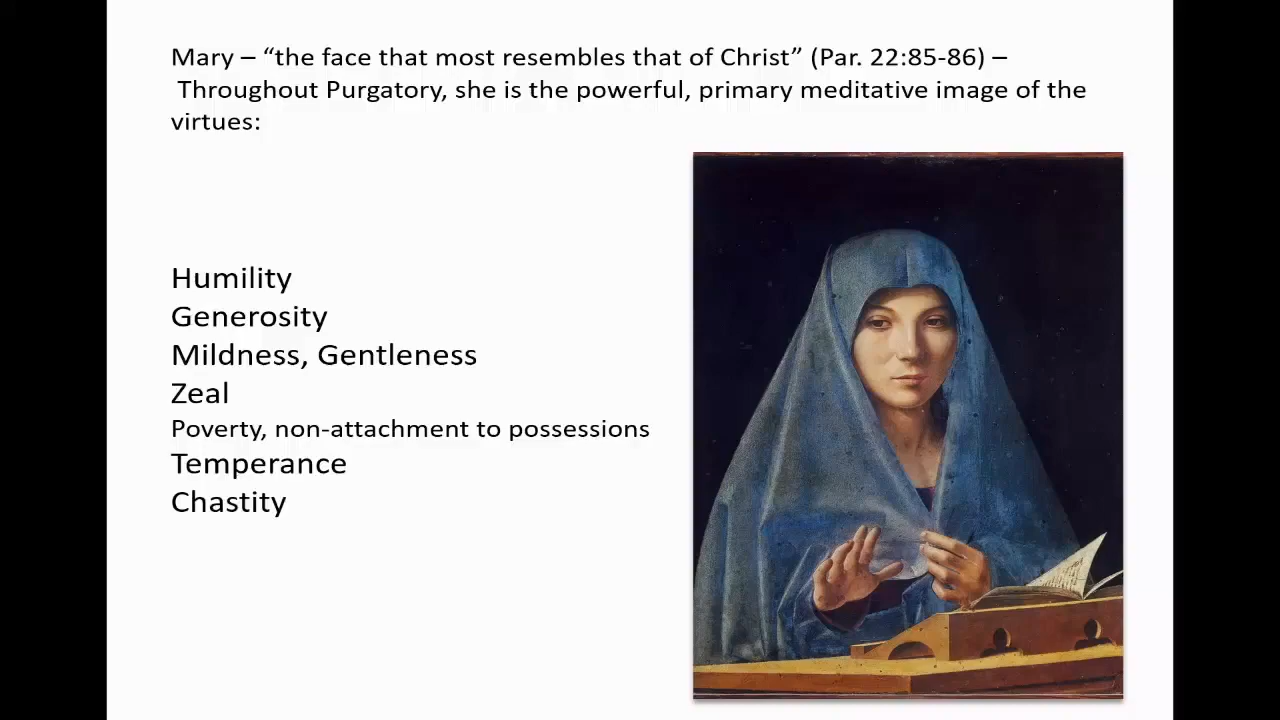 Mary – “the face that most resembles that of Christ” (Par. 22:85-86) –
Throughout Purgatory, she is the powerful, primary meditative image of the
virtues:
Humility
Generosity
Mildness, Gentleness
Zeal
Poverty, non-attachment to possessions
Temperance
Chastity